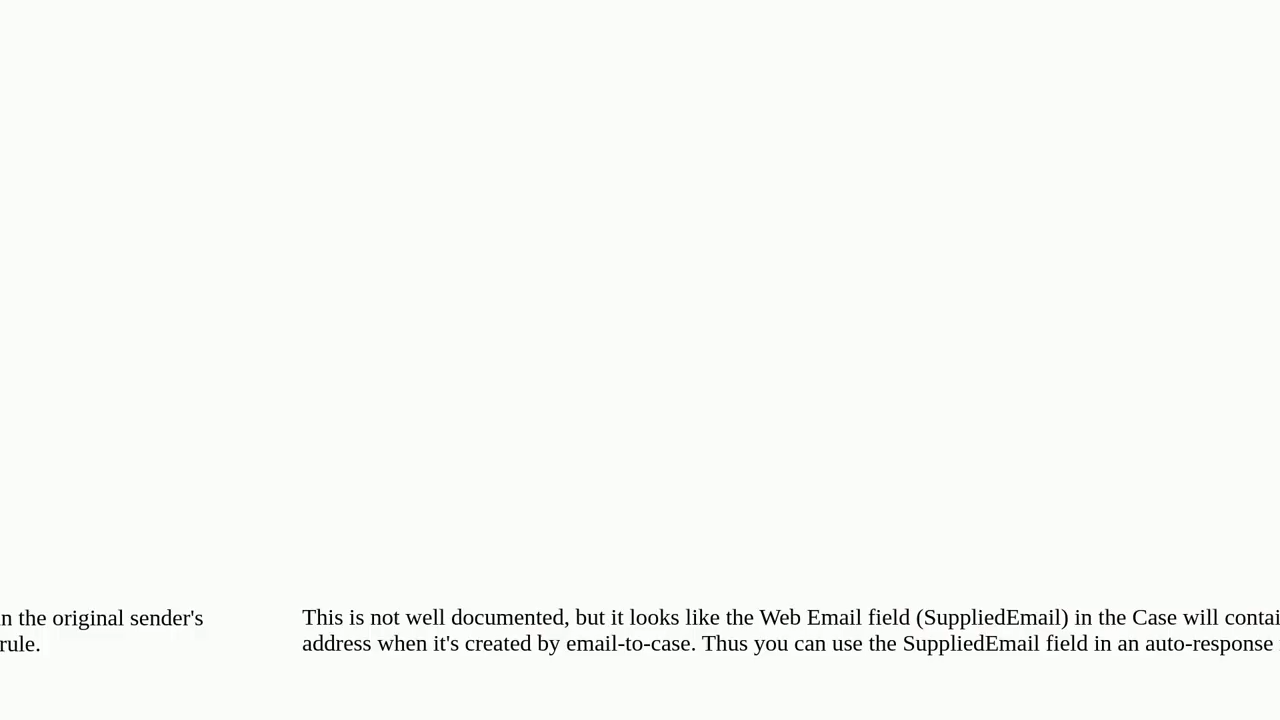 n the original sender's
rule.
This is not well documented, but it looks like the Web Email field (SuppliedEmail) in the Case will contai
address when it's created by email-to-case. Thus you can use the SuppliedEmail field in an auto-response